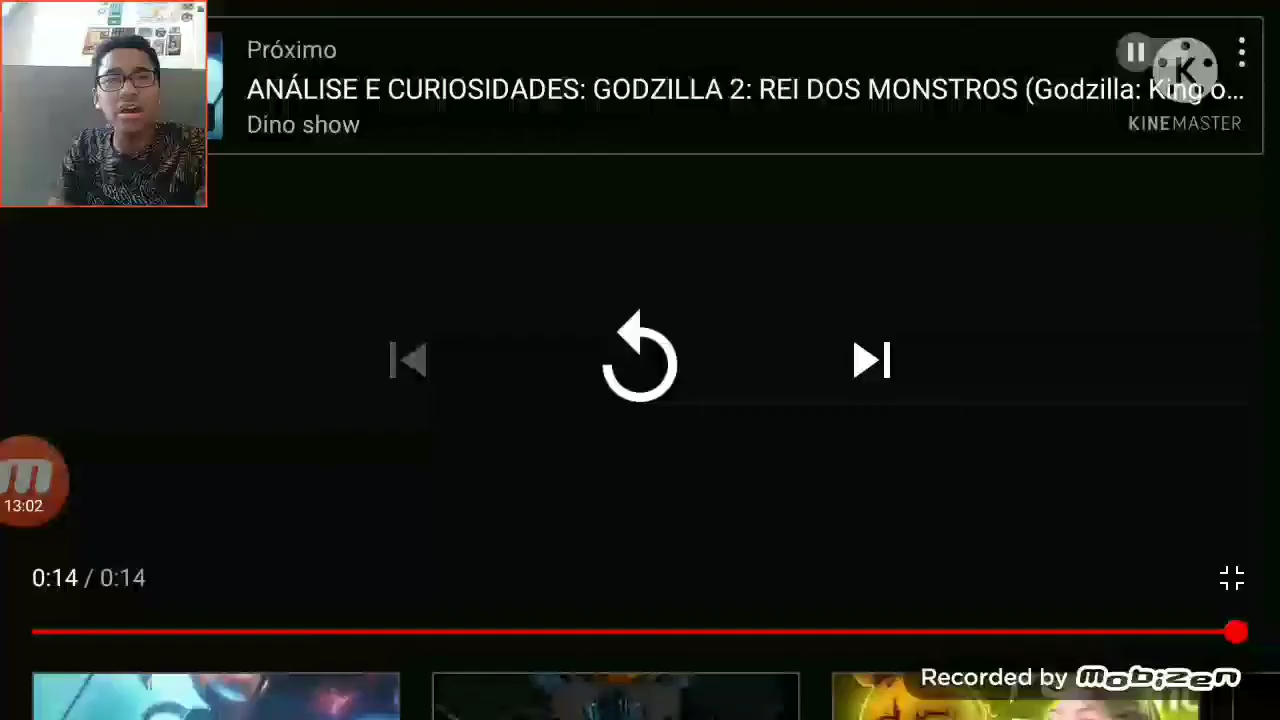 Próximo
ANÁLISE E CURIOSIDADES: GODZILLA 2: REI DOS MONSTROS (Godzilla: King o...
Dino show
K
KINEMASTER
m
13:02
0:14 / 0:14
Recorded by mobizen